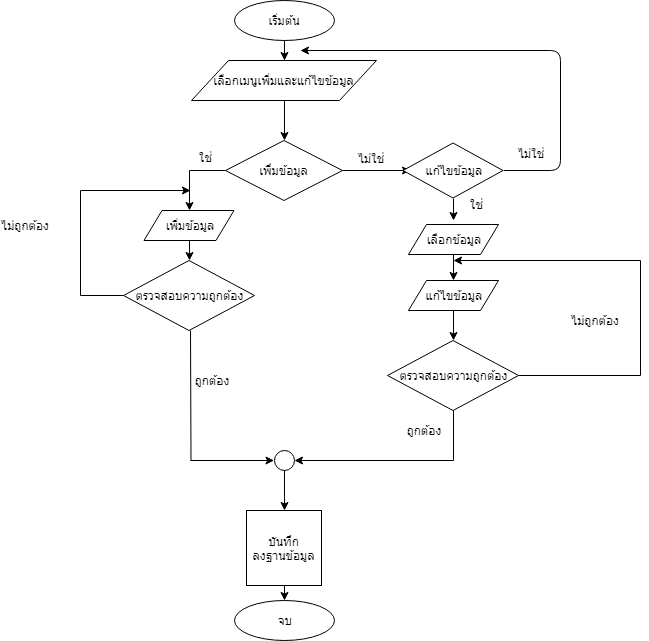 เริ่มต้น
เลือกเมนูเพิ่มและแก้ไขข้อมูล
ใช่
เพิ่มข้อมูล
ไม่ใช่
แก้ไขข้อมูล
ไม่ใช่
ใช่
ไม่ถูกต้อง
เพิ่มข้อมูล
เลือกข้อมูล
ตรวจสอบความถูกต้อง
แก้ไขข้อมูล
ไม่ถูกต้อง
ตรวจสอบความถูกต้อง
ถูกต้อง
ถูกต้อง
บันทึก
ลงฐานข้อมูล
จบ